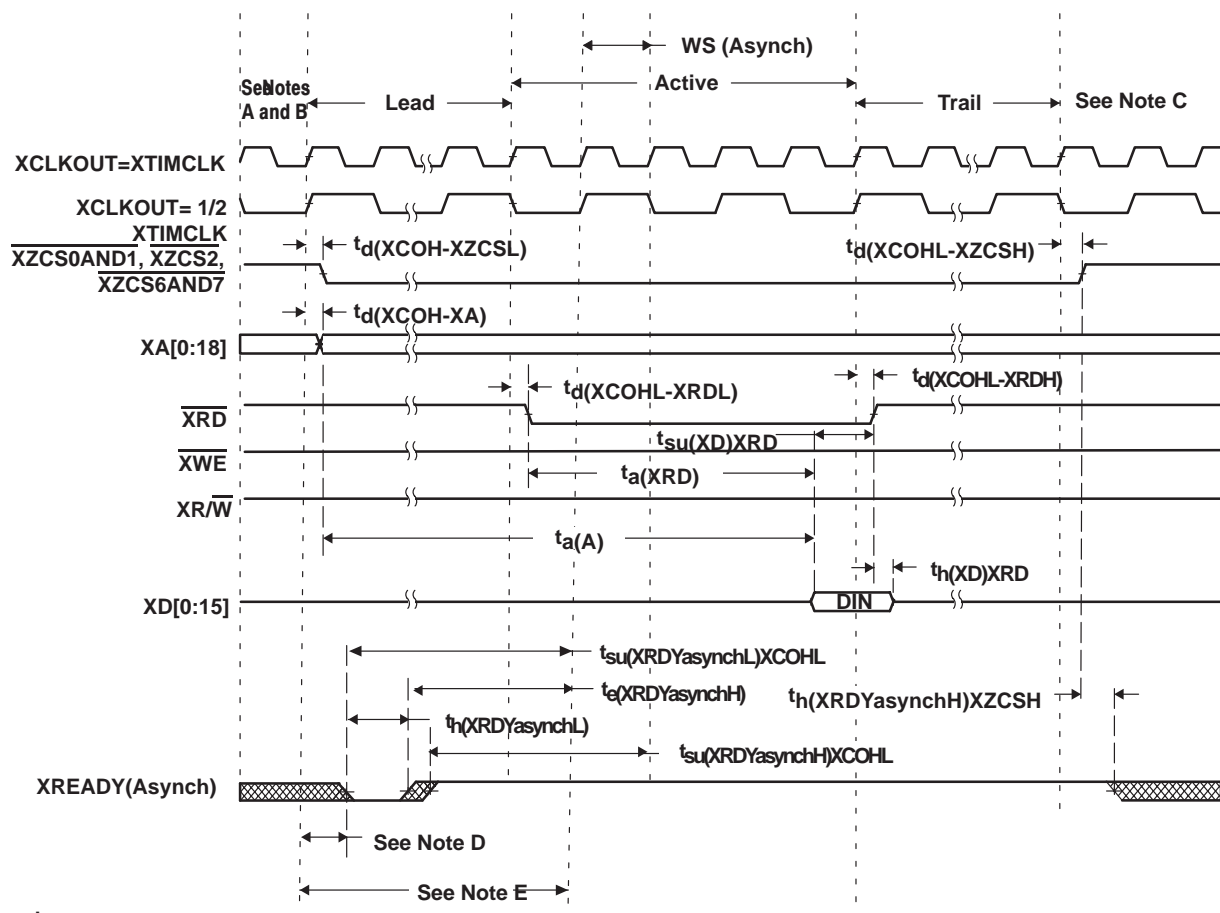 WS (Asynch)
Active
SeeNotes
A and B
Lead
Trail
See Note C
XCLKOUT=XTIMCLK
XCLKOUT= 1/2
XTIMCLK
td(XCOH-XZCSL)
td(XCOHL-XZCSH)
XZCS0AND1, XZCS2,
XZCS6AND7
td(XCOH-XA)
XA[0:18]
td(XCOHL-XRDL)
td(XCOHL-XRDH)
XRD
tsu(XD)XRD
XWE
ta(XRD)
XR/W
ta(A)
th(XD)XRD
XD[0:15]
DIN
tsu(XRDYasynchL)XCOHL
te(XRDYasynchH)
th(XRDYasynchH)XZCSH
th(XRDYasynchL)
tsu(XRDYasynchH)XCOHL
XREADY(Asynch)
See Note D
See Note E